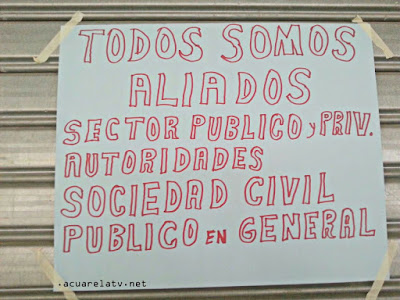 TODOS SOMOS
ALIADOS
SECTOR PUBLICO y PRIV.
AUTORIDADES
SOCIEDAD CIVIL
PUBLICO EN GENERAL
.acuarelatv.net